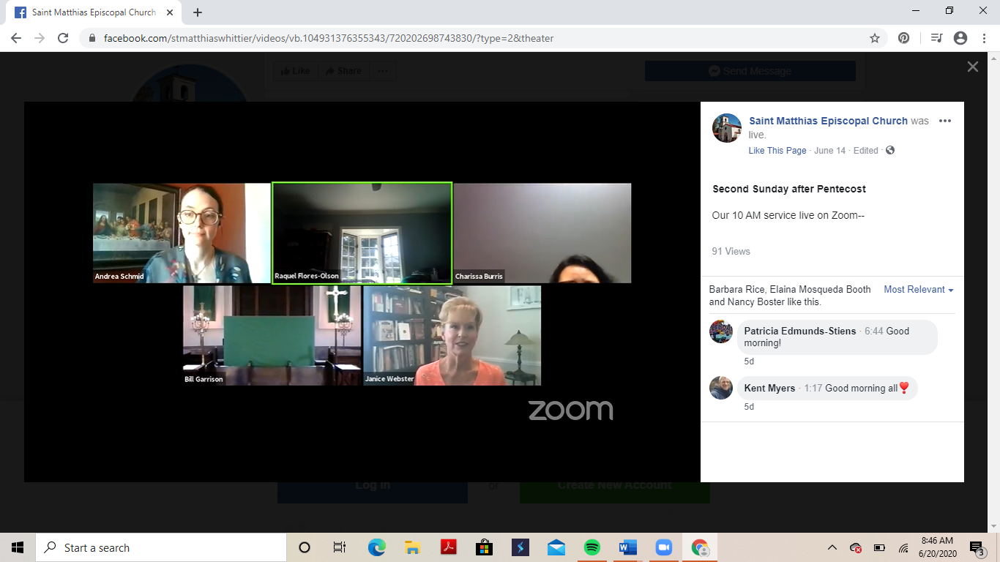 Saint Matthias Episcopal Church
facebook.com/stmatthiaswhittier/videos/vb.104931376355343/720202698743830/?type=2&theater
Like Share
Send Message
Andrea Schmid
Raquel Flores-Olson
Charissa Burris
Bill Garrison
Janice Webster
zoom
Saint Matthias Episcopal Church was
live.
Like This Page · June 14 · Edited ·
Second Sunday after Pentecost
Our 10 AM service live on Zoom--
91 Views
Barbara Rice, Elaina Mosqueda Booth
and Nancy Boster like this.
Most Relevant
Patricia Edmunds-Stiens · 6:44 Good
morning!
5d
Kent Myers · 1:17 Good morning all❣️
5d
Log In
or
Create New Account
Start a search
8:46 AM
6/20/2020
3